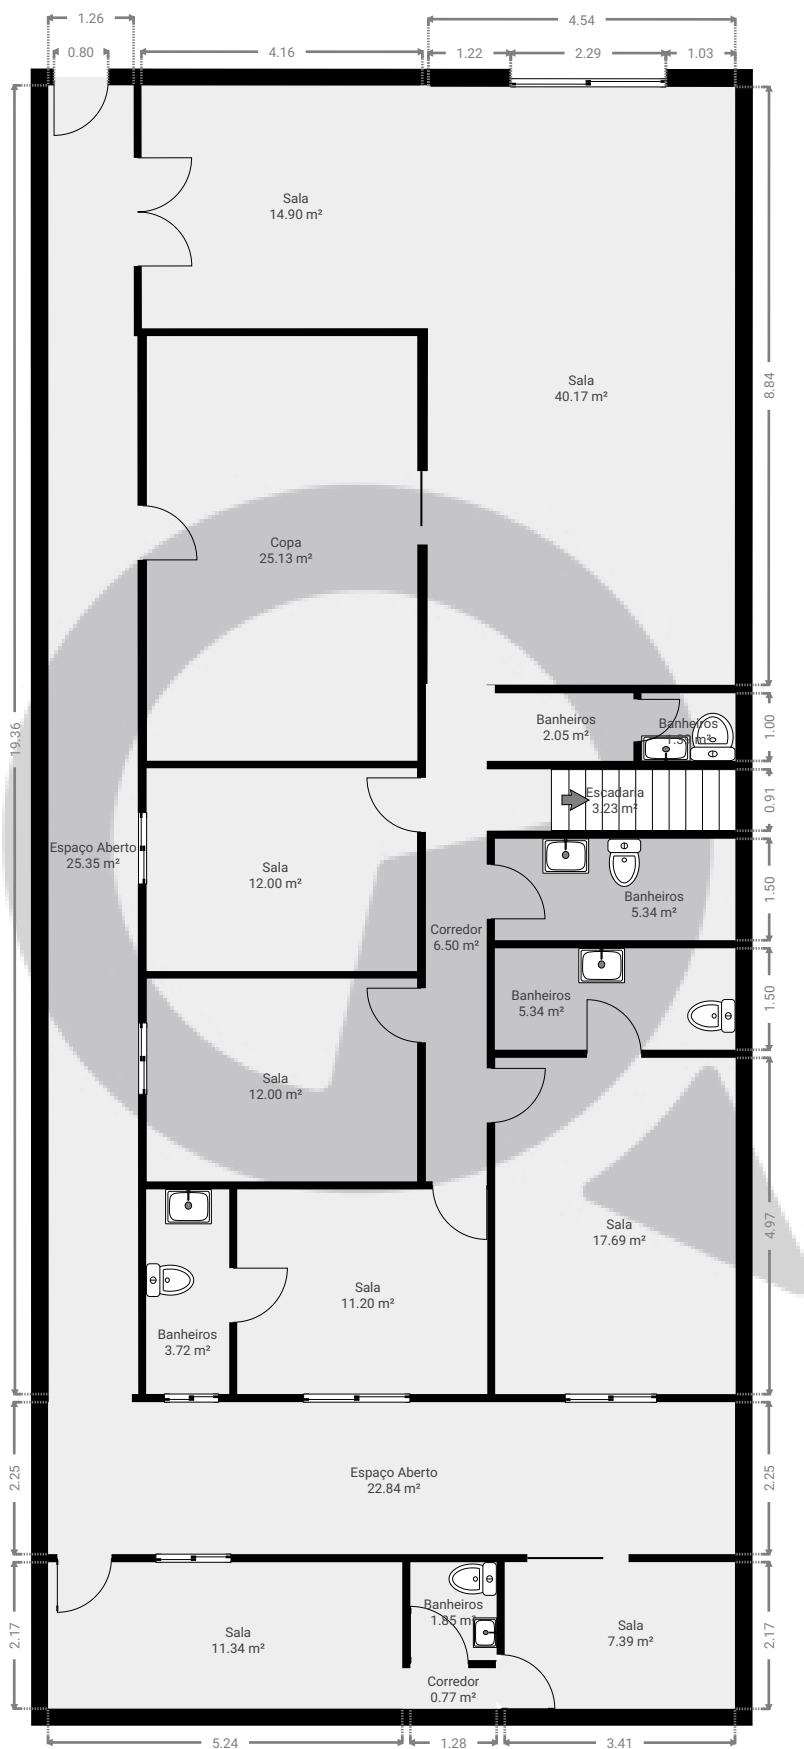 1.26
4.54
0.80
4.16
1.22
2.29
1.03
Sala
14.90 m²
8.84
Sala
40.17 m²
Copa
25.13 m²
19.36
Banheiros
2.05 m²
Banheiros
m²
1.00
Escadaria
3.23 m²
0.91
Espaço Aberto
25.35 m²
Sala
12.00 m²
Banheiros
5.34 m²
1.50
Corredor
6.50 m²
Banheiros
5.34 m²
1.50
Sala
12.00 m²
Sala
17.69 m²
4.97
Sala
11.20 m²
Banheiros
3.72 m²
2.25
Espaço Aberto
22.84 m²
2.25
Banheiros
1.85 m²
Sala
11.34 m²
Sala
7.39 m²
2.17
2.17
Corredor
0.77 m²
5.24
1.28
3.41